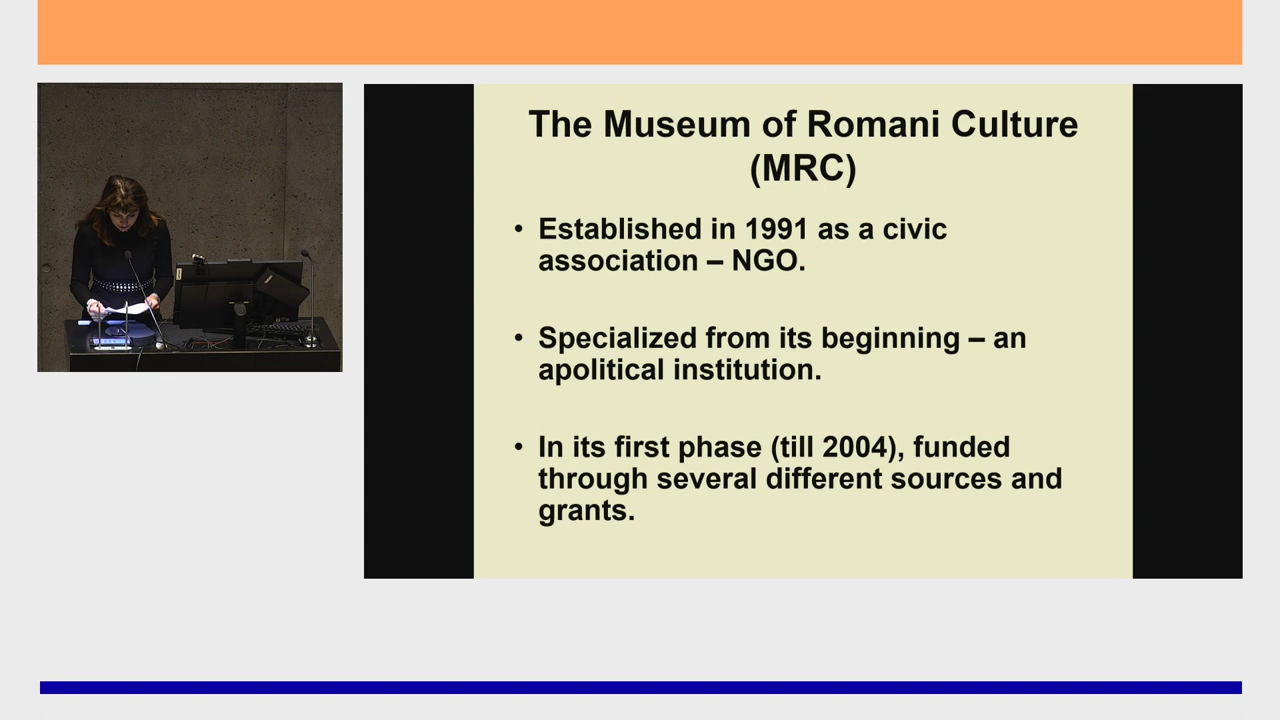 The Museum of Romani Culture
(MRC)
• Established in 1991 as a civic
association – NGO.
• Specialized from its beginning – an
apolitical institution.
• In its first phase (till 2004), funded
through several different sources and
grants.